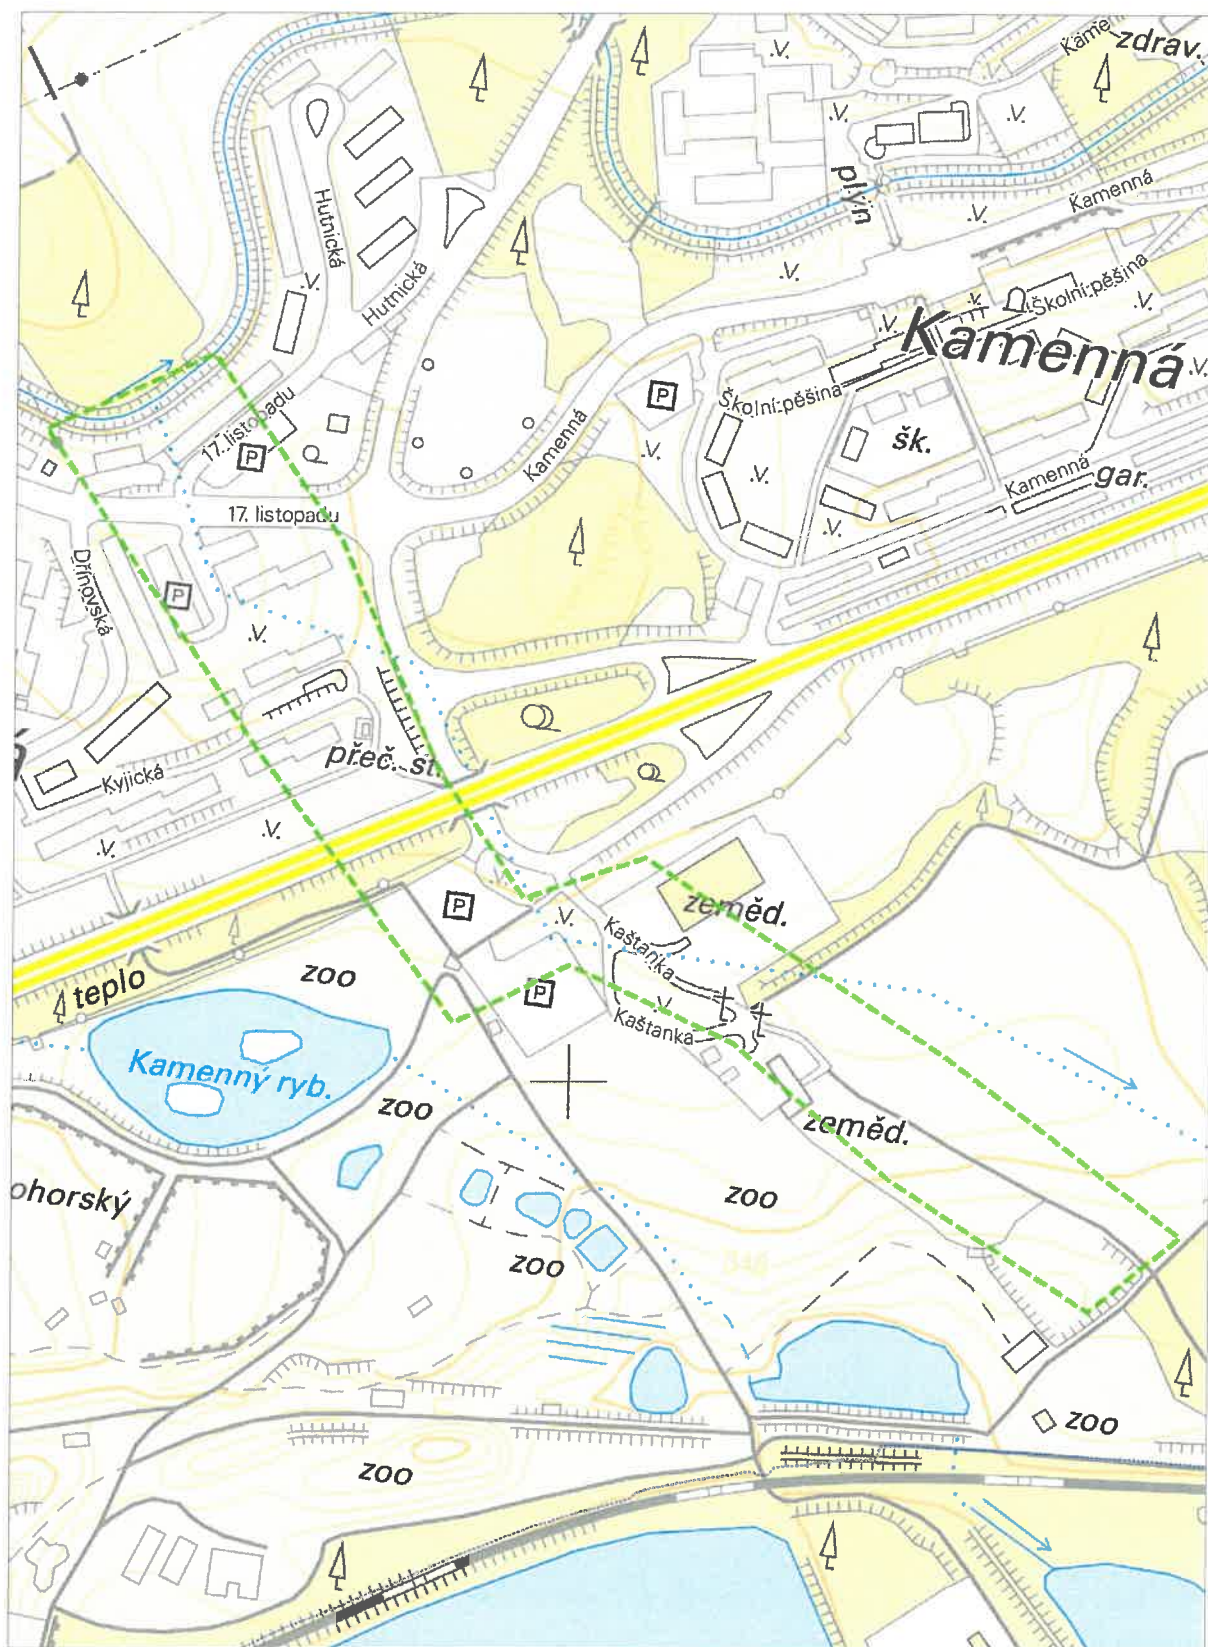 Kame
zdrav.
.V.
.V.
.V.
plyn
Kamenná
.V.
Hutnická
.V.
.V.
Hutnická
Školní pěšina
.V.
.V.
Kamenná
.V.
P
Školní pěšina
17. listopadu
P
Kamenná
šk.
.V.
.V.
Kamenná
gar.
17. listopadu
.V.
Dřínovská
P
.V.
přeč. st.
Kyjická
.V.
.V.
.V.
P
zeměd.
.V.
Kaštanka
zoo
teplo
P
.V.
Kaštanka
Kamenný ryb.
zoo
zeměd.
ohorský
zoo
zoo
zoo
zoo